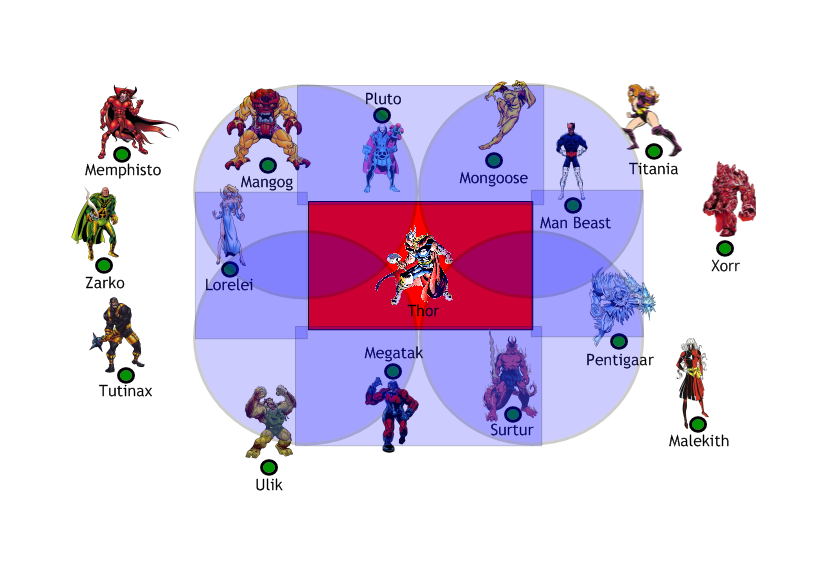 Pluto
Memphisto
Mangog
Mongoose
Titania
Man Beast
Zarko
Lorelei
Xorr
Thor
Megatak
Pentigaar
Tutinax
Surtur
Malekith
Ulik